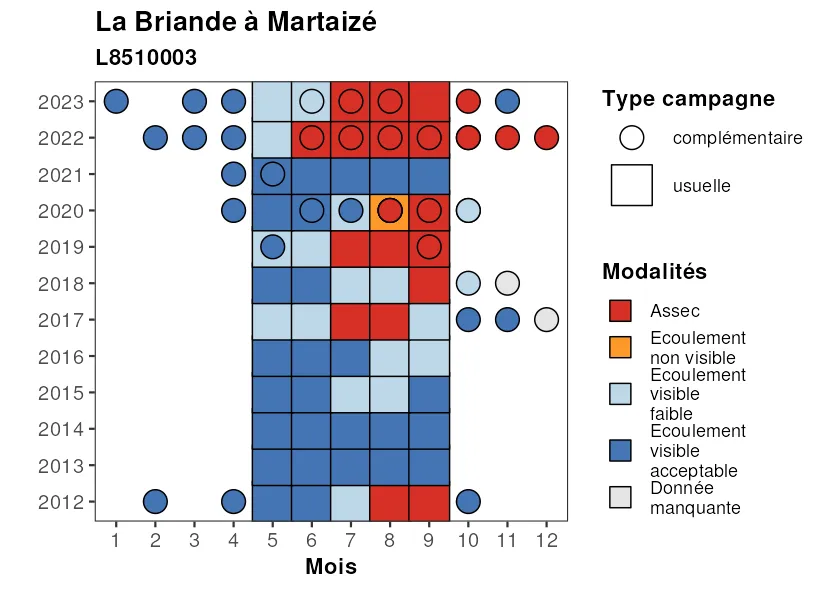 La Briande à Martaizé
L8510003
2023
2022
2021
2020
2019
2018
2017
2016
2015
2014
2013
2012
1 2 3 4 5 6 7 8 9 10 11 12
Mois
Type campagne
complémentaire
usuelle
Modalités
Assec
Ecoulement
non visible
Ecoulement
visible
faible
Ecoulement
visible
acceptable
Donnée
manquante